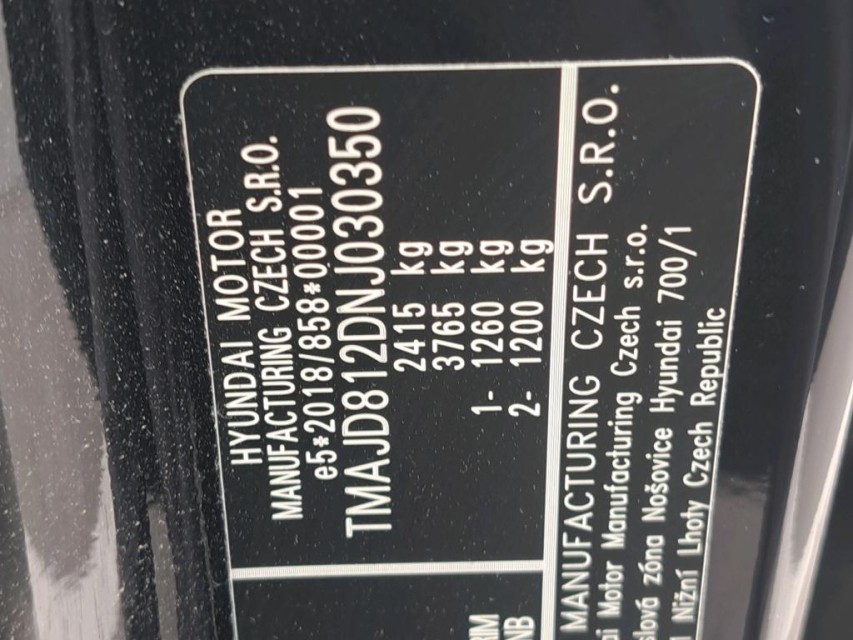 HYUNDAI MOTOR
MANUFACTURING CZECH S.R.O.
e5*2018/858*00001
TMAJD812DNJ030350
2415 kg
3765 kg
1- 1260 kg
2- 1200 kg
MANUFACTURING CZECH S.R.O.
Motor Manufacturing Czech s.r.o.
zóna Nošovice Hyundai 700/1
Nižní Lhoty Czech Republic